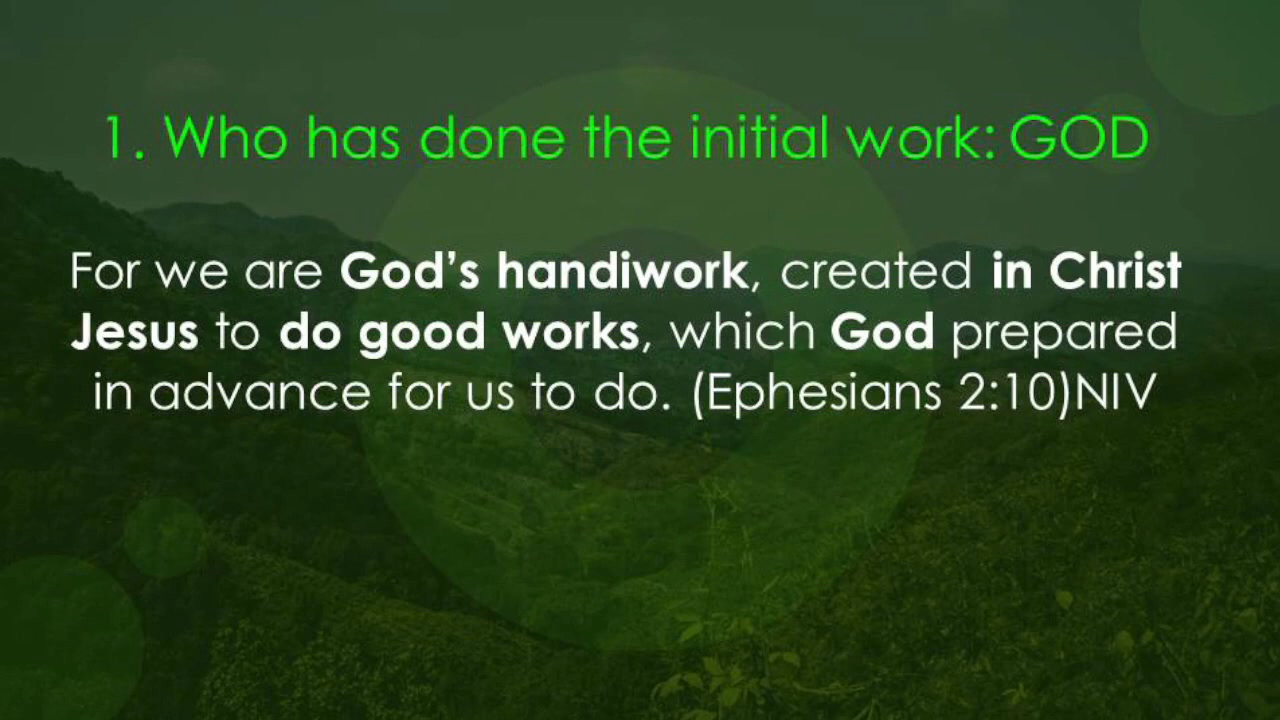 1. Who has done the initial work: GOD
For we are God’s handiwork, created in Christ
Jesus to do good works, which God prepared
in advance for us to do. (Ephesians 2:10)NIV